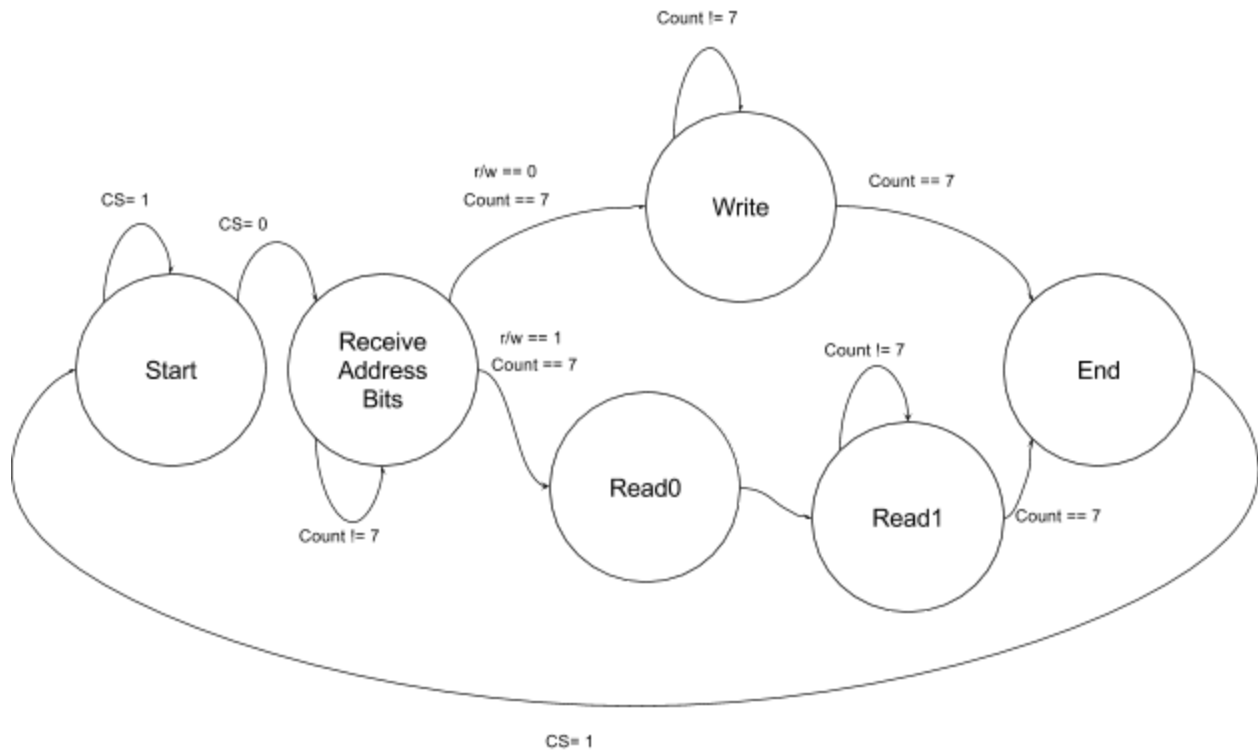 Count != 7
r/w == 0
Count == 7
Count == 7
CS= 1
CS= 0
Write
r/w == 1
Count == 7
Count != 7
Start
Receive
Address
Bits
End
Read0
Read1
Count == 7
Count != 7
CS= 1